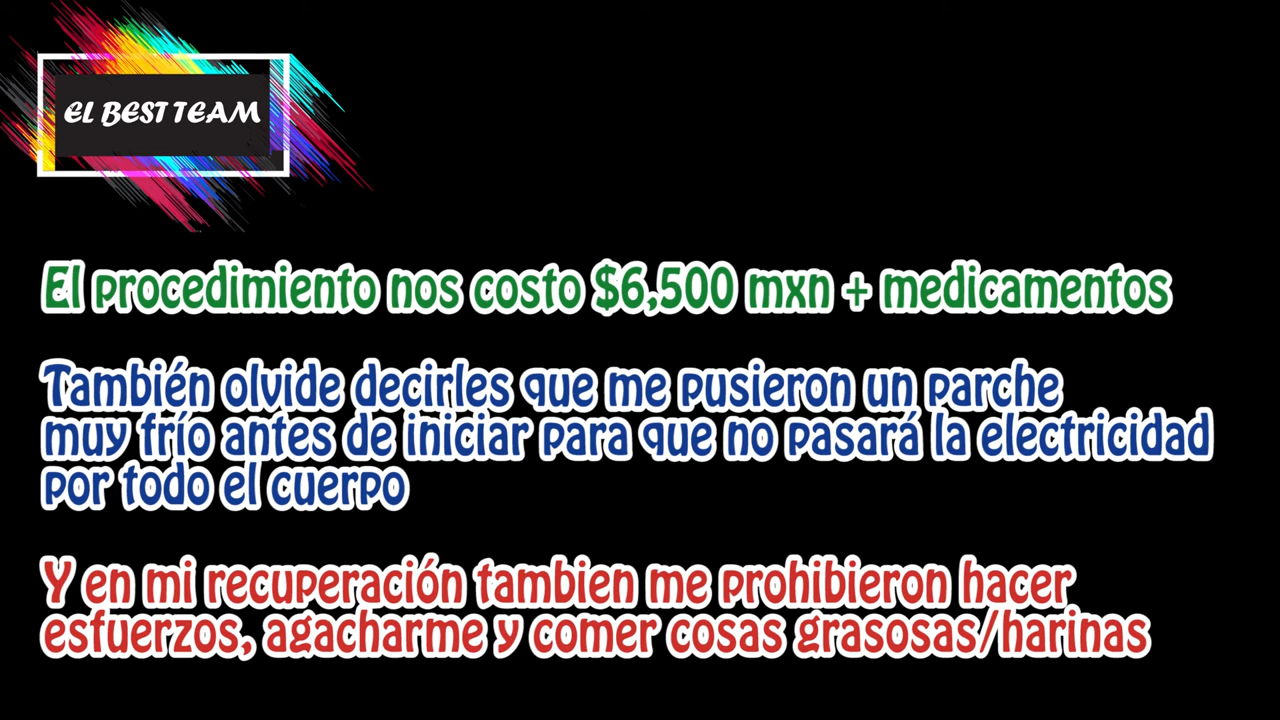 EL BEST TEAM
El procedimiento nos costo $6,500 mxn + medicamentos
También olvide decirles que me pusieron un parche
muy frío antes de iniciar para que no pasará la electricidad
por todo el cuerpo
Y en mi recuperación tambien me prohibieron hacer
esfuerzos, agacharme y comer cosas grasosas/harinas